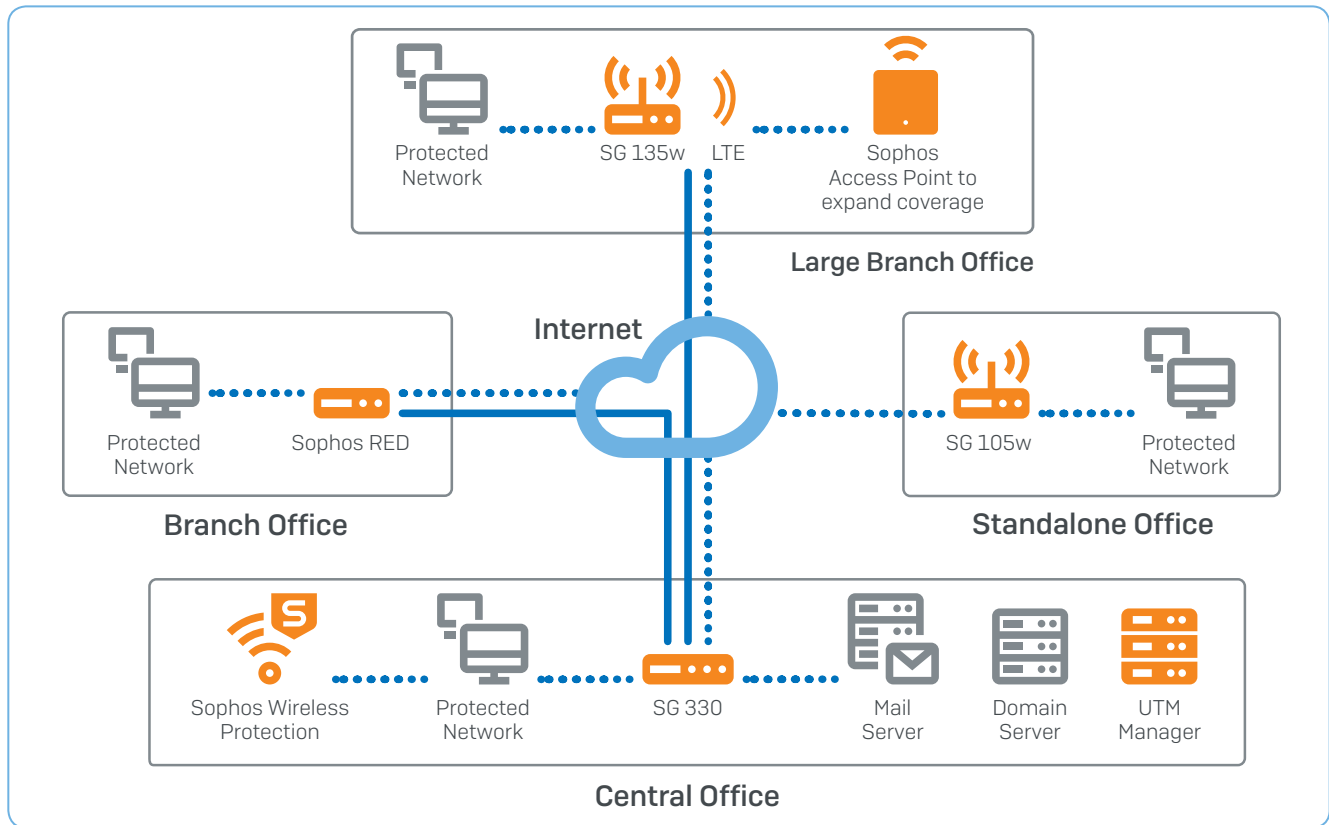 Protected
Network
SG 135w
LTE
Sophos
Access Point to
expand coverage
Large Branch Office
Internet
Protected
Network
Sophos RED
Branch Office
SG 105w
Protected
Network
Standalone Office
S
Sophos Wireless
Protection
Protected
Network
SG 330
Mail
Server
Domain
Server
UTM
Manager
Central Office